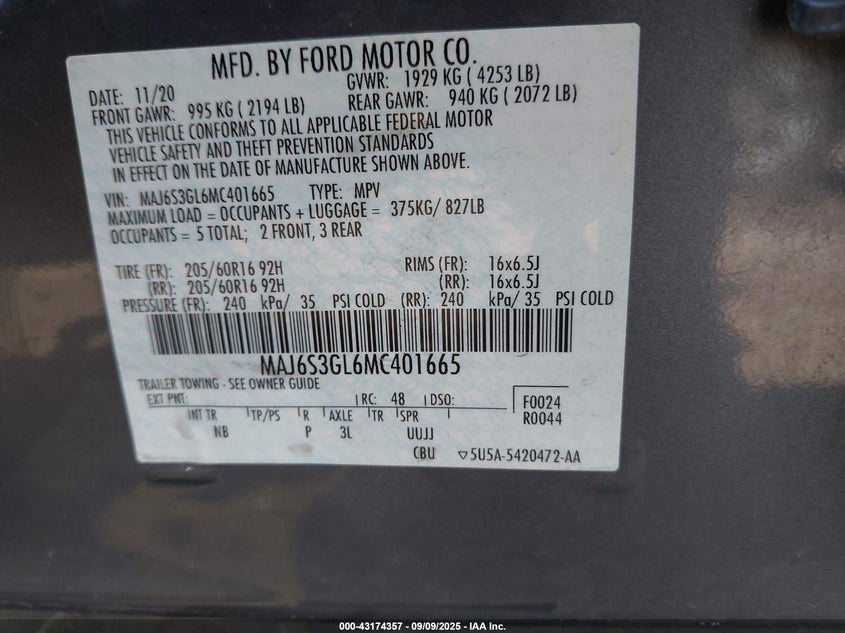 MFD. BY FORD MOTOR CO.
DATE: 11/20 GVWR: 1929 KG ( 4253 LB)
FRONT GAWR: 995 KG ( 2194 LB) REAR GAWR: 940 KG ( 2072 LB)
THIS VEHICLE CONFORMS TO ALL APPLICABLE FEDERAL MOTOR
VEHICLE SAFETY AND THEFT PREVENTION STANDARDS
IN EFFECT ON THE DATE OF MANUFACTURE SHOWN ABOVE.
VIN: MAJ6S3GL6MC401665 TYPE: MPV
MAXIMUM LOAD = OCCUPANTS + LUGGAGE = 375KG/ 827LB
OCCUPANTS = 5 TOTAL; 2 FRONT, 3 REAR
TIRE (FR): 205/60R16 92H RIMS (FR): 16x6.5J
(RR): 205/60R16 92H (RR): 16x6.5J
PRESSURE (FR): 240 kPa/ 35 PSI COLD (RR): 240 kPa/ 35 PSI COLD
MAJ6S3GL6MC401665
TRAILER TOWING - SEE OWNER GUIDE
EXT PNT: RC: 48 DSO: F0024
R0044
INT TR TP/PS R AXLE TR SPR
NB P 3L UUJJ
CBU ▽5U5A-5420472-AA
000-43174357 - 09/09/2025 - IAA Inc.